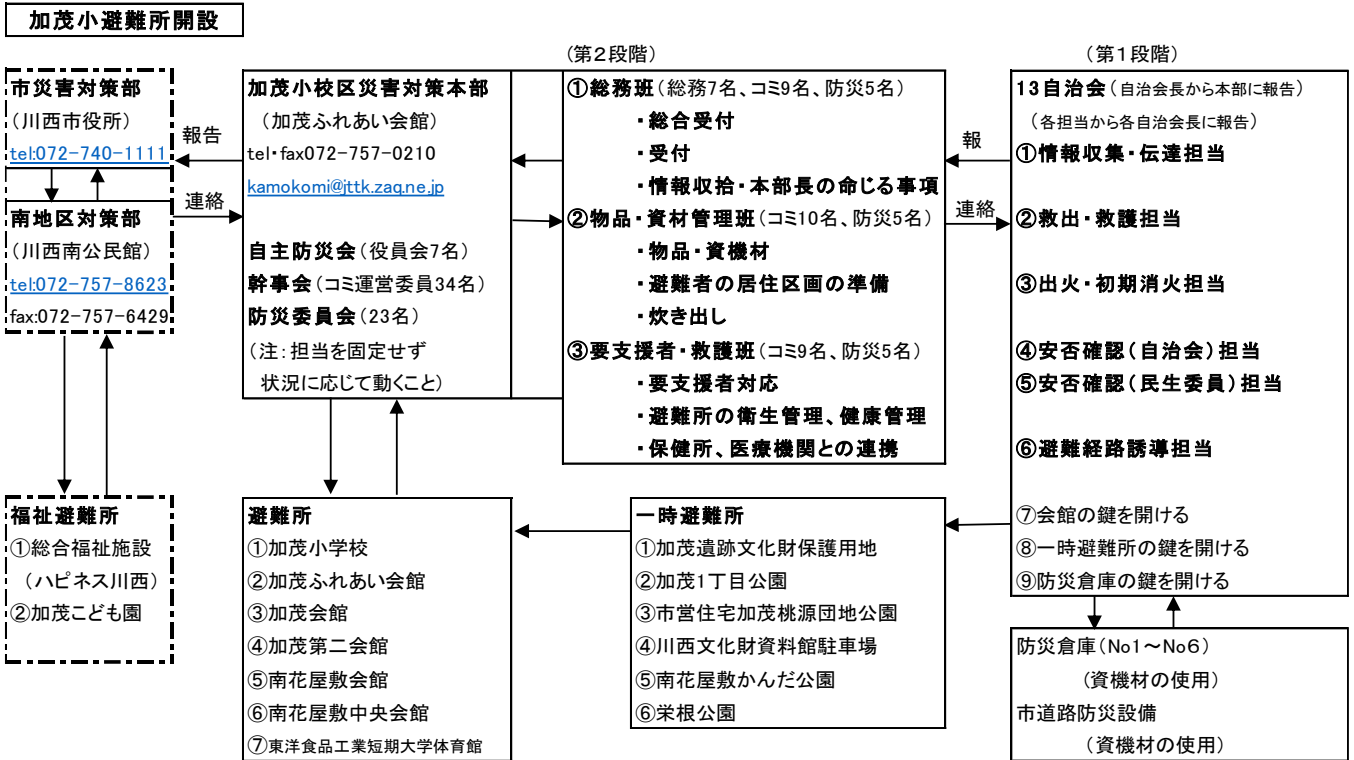 加茂小避難所開設
(第2段階)
(第1段階)
市災害対策部
(川西市役所)
tel:072-740-1111
南地区対策部
(川西南公民館)
tel:072-757-8623
fax:072-757-6429
報告
連絡
加茂小校区災害対策本部
(加茂ふれあい会館)
tel・fax072-757-0210
kamokomi@jttk.zaq.ne.jp
自主防災会(役員会7名)
幹事会(コミ運営委員34名)
防災委員会(23名)
(注:担当を固定せず
状況に応じて動くこと)
①総務班(総務7名、コミ9名、防災5名)
・総合受付
・受付
・情報収拾・本部長の命じる事項
②物品・資材管理班(コミ10名、防災5名)
・物品・資機材
・避難者の居住区画の準備
・炊き出し
③要支援者・救護班(コミ9名、防災5名)
・要支援者対応
・避難所の衛生管理、健康管理
・保健所、医療機関との連携
報
連絡
13自治会(自治会長から本部に報告)
(各担当から各自治会長に報告)
①情報収集・伝達担当
②救出・救護担当
③出火・初期消火担当
④安否確認(自治会)担当
⑤安否確認(民生委員)担当
⑥避難経路誘導担当
⑦会館の鍵を開ける
⑧一時避難所の鍵を開ける
⑨防災倉庫の鍵を開ける
福祉避難所
①総合福祉施設
(ハピネス川西)
②加茂こども園
避難所
①加茂小学校
②加茂ふれあい会館
③加茂会館
④加茂第二会館
⑤南花屋敷会館
⑥南花屋敷中央会館
⑦東洋食品工業短期大学体育館
一時避難所
①加茂遺跡文化財保護用地
②加茂1丁目公園
③市営住宅加茂桃源団地公園
④川西文化財資料館駐車場
⑤南花屋敷かんだ公園
⑥栄根公園
防災倉庫(No1～No6)
(資機材の使用)
市道路防災設備
(資機材の使用)